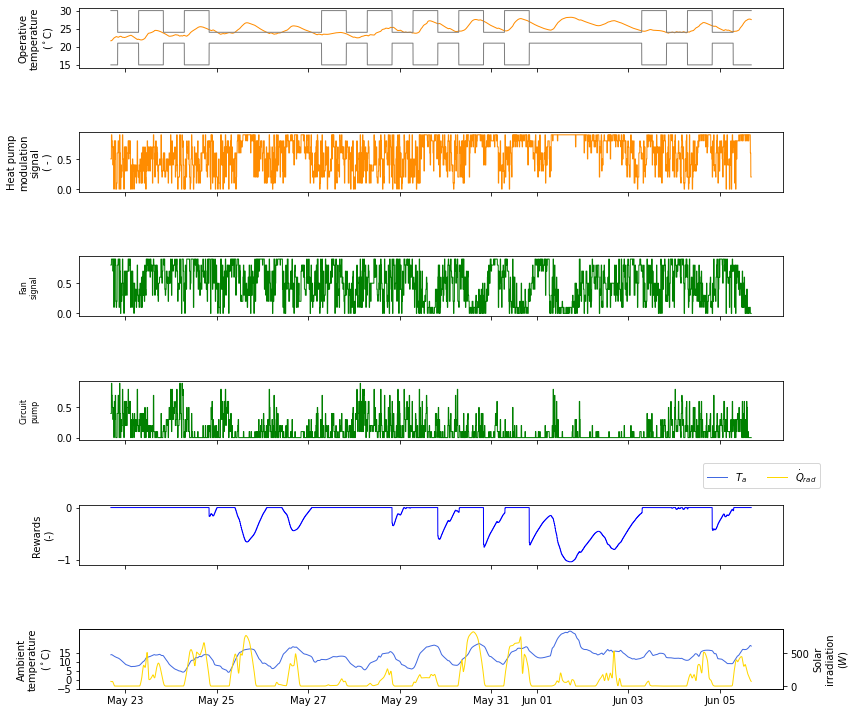 Operative
temperature
(°C)
30
25
20
15
Heat pump
modulation
signal
( - )
0.5
0.0
Fan
signal
0.5
0.0
Circuit
pump
0.5
0.0
T_a
Q̇_rad
Rewards
(-)
0
−1
Ambient
temperature
(°C)
15
10
5
0
−5
500
0
Solar
irradiation
(W)
May 23
May 25
May 27
May 29
May 31
Jun 01
Jun 03
Jun 05